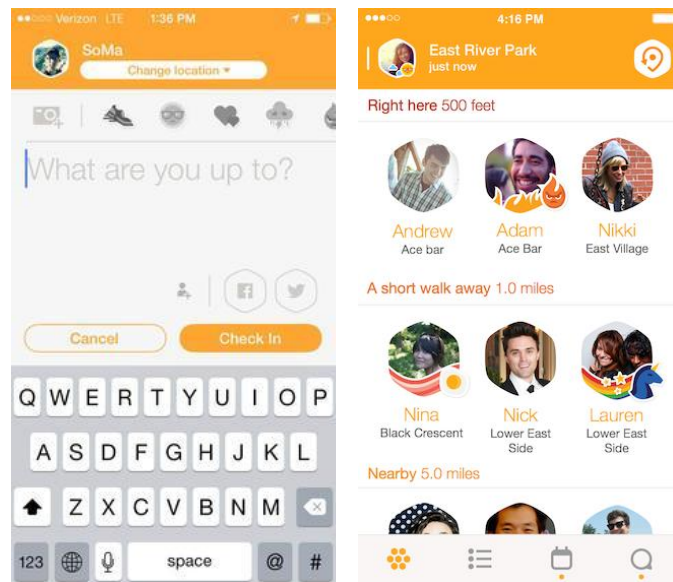 Verizon LTE 1:36 PM
SoMa
Change location
What are you up to?
Cancel
Check In
Q W E R T Y U I O P
A S D F G H J K L
Z X C V B N M
123 space @ #
4:16 PM
East River Park
just now
Right here 500 feet
Andrew
Ace bar
Adam
Ace Bar
Nikki
East Village
A short walk away 1.0 miles
Nina
Black Crescent
Nick
Lower East
Side
Lauren
Lower East
Side
Nearby 5.0 miles